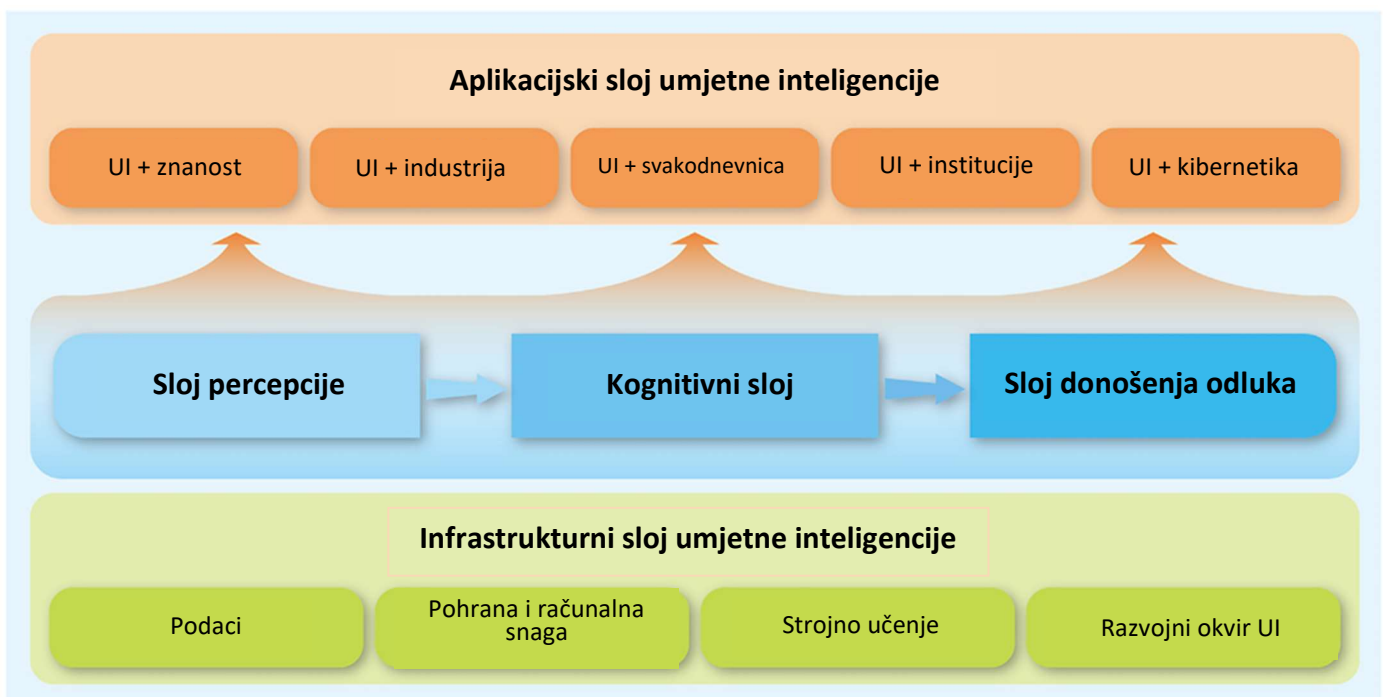 Aplikacijski sloj umjetne inteligencije
UI + znanost
UI + industrija
UI + svakodnevnica
UI + institucije
UI + kibernetika
Sloj percepcije
Kognitivni sloj
Sloj donošenja odluka
Infrastrukturni sloj umjetne inteligencije
Podaci
Pohrana i računalna
snaga
Strojno učenje
Razvojni okvir UI